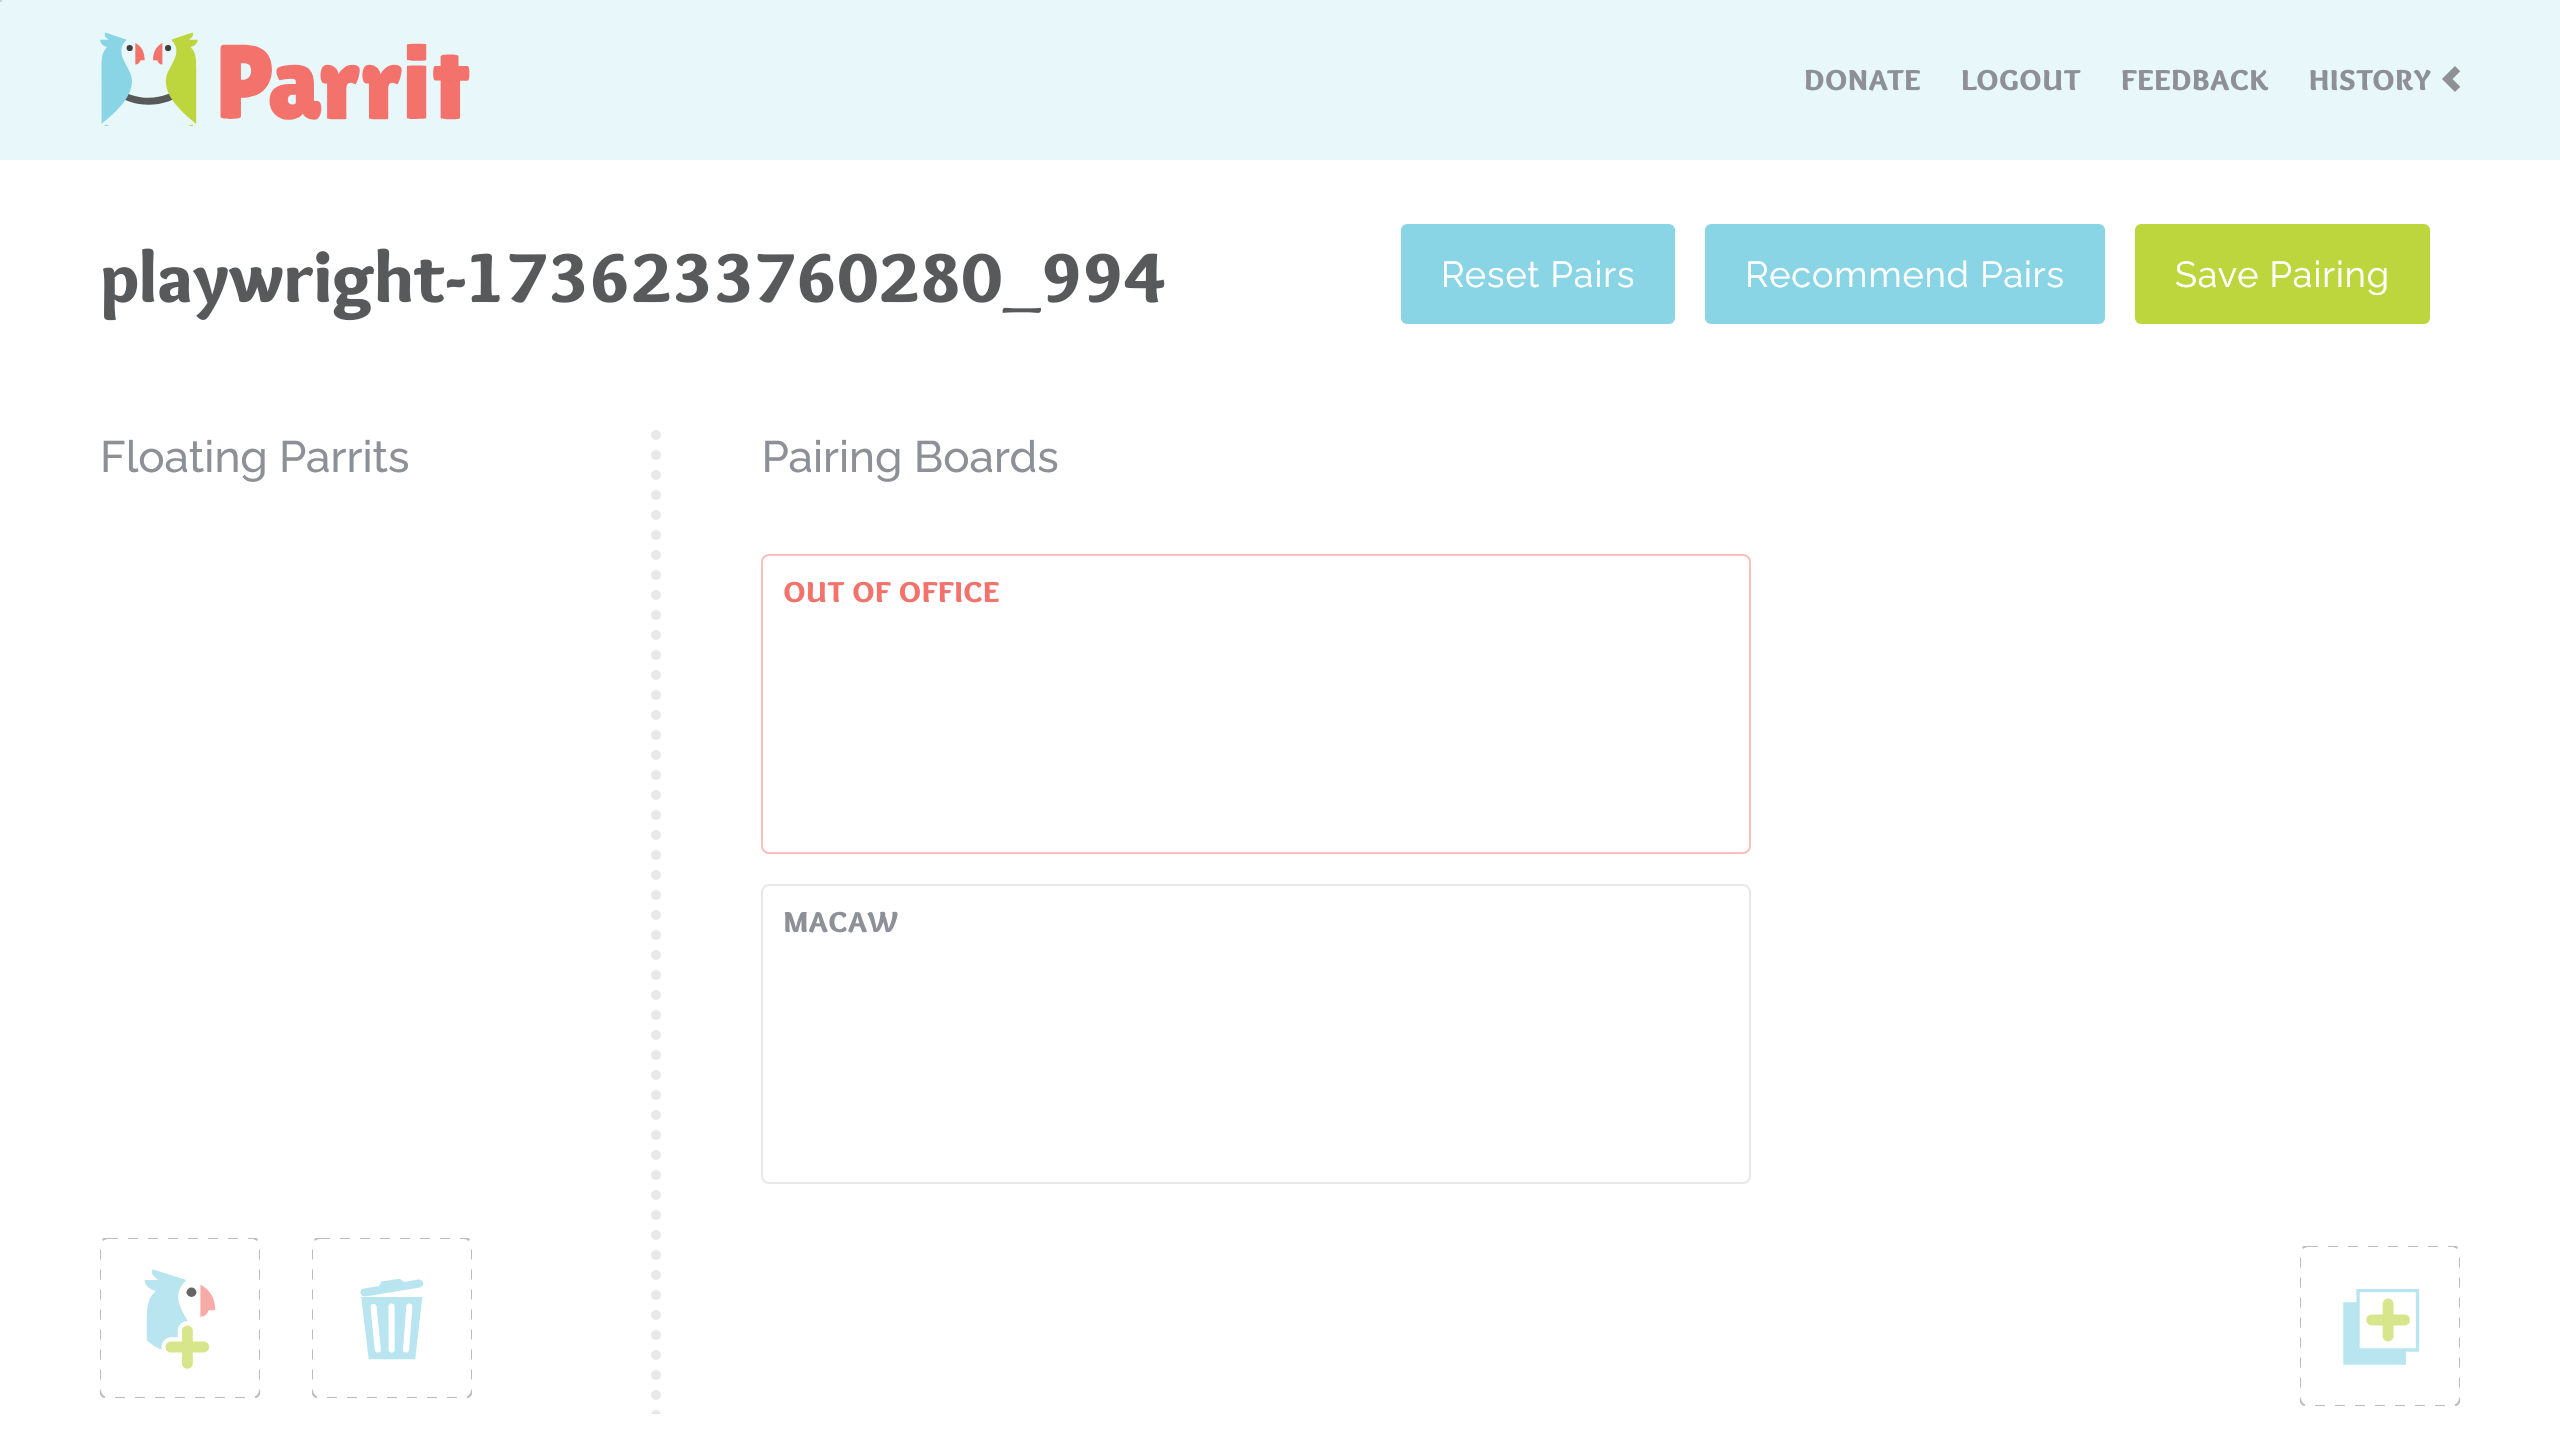 Parrit
DONATE LOGOUT FEEDBACK HISTORY
playwright-1736233760280_994
Reset Pairs
Recommend Pairs
Save Pairing
Floating Parrits
Pairing Boards
OUT OF OFFICE
MACAW